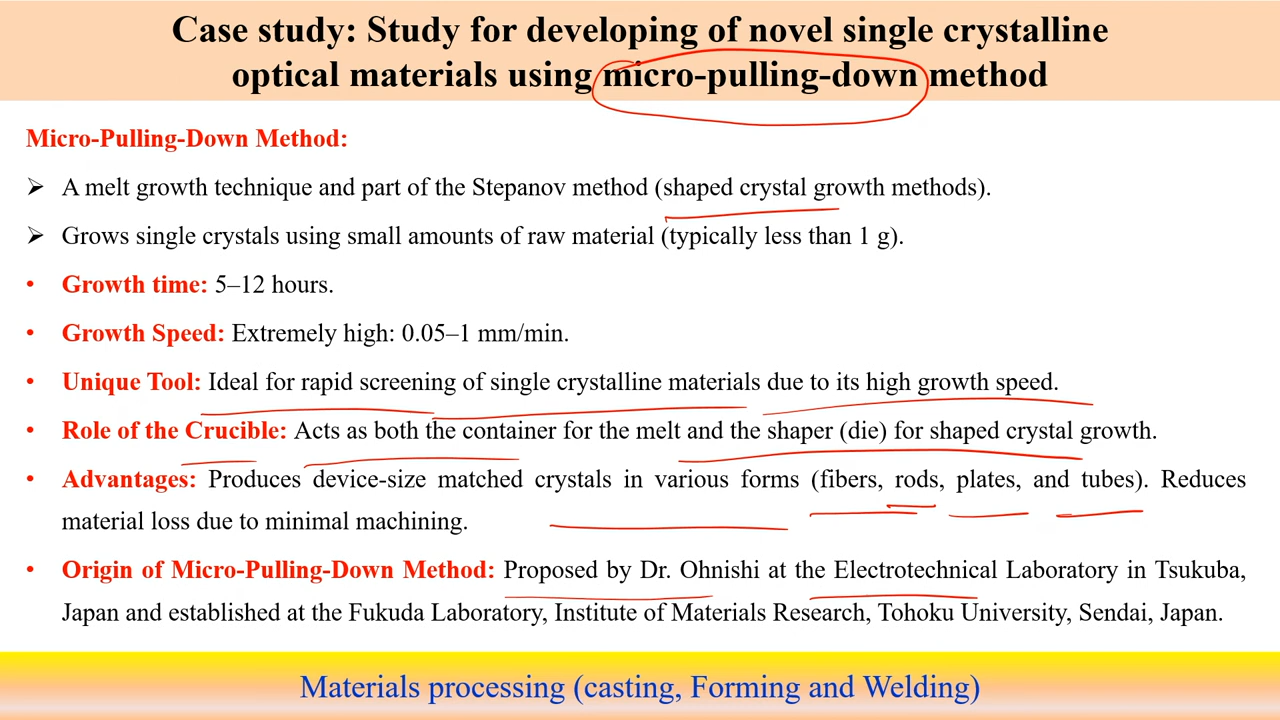 Case study: Study for developing of novel single crystalline
optical materials using micro-pulling-down method
Micro-Pulling-Down Method:
➢ A melt growth technique and part of the Stepanov method (shaped crystal growth methods).
➢ Grows single crystals using small amounts of raw material (typically less than 1 g).
• Growth time: 5–12 hours.
• Growth Speed: Extremely high: 0.05–1 mm/min.
• Unique Tool: Ideal for rapid screening of single crystalline materials due to its high growth speed.
• Role of the Crucible: Acts as both the container for the melt and the shaper (die) for shaped crystal growth.
• Advantages: Produces device-size matched crystals in various forms (fibers, rods, plates, and tubes). Reduces
material loss due to minimal machining.
• Origin of Micro-Pulling-Down Method: Proposed by Dr. Ohnishi at the Electrotechnical Laboratory in Tsukuba,
Japan and established at the Fukuda Laboratory, Institute of Materials Research, Tohoku University, Sendai, Japan.
Materials processing (casting, Forming and Welding)